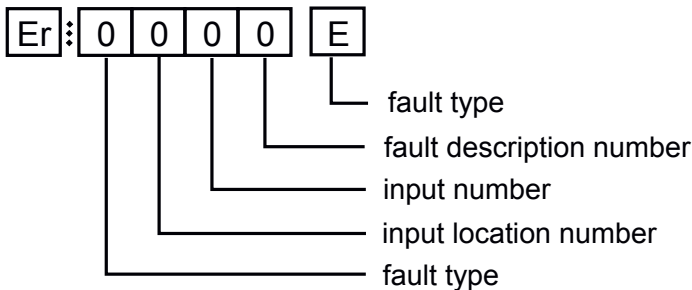 Er 0 0 0 0 E
fault type
fault description number
input number
input location number
fault type